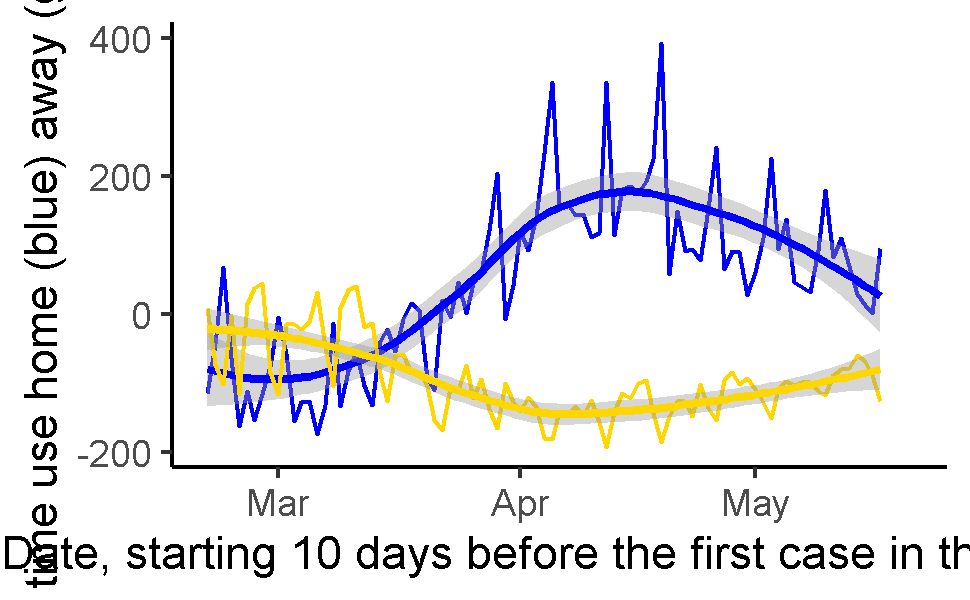 time use home (blue) away (
400
200
0
-200
Mar Apr May
Date, starting 10 days before the first case in th